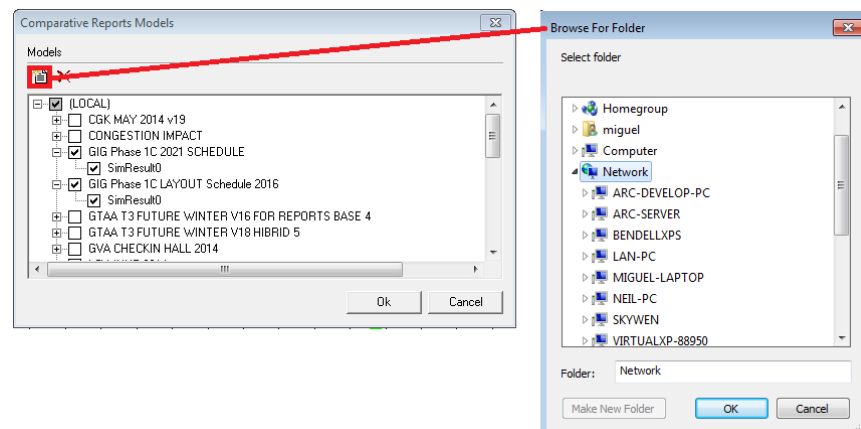 Comparative Reports Models
Models
(LOCAL)
CGK MAY 2014 v19
CONGESTION IMPACT
GIG Phase 1C 2021 SCHEDULE
SimResult0
GIG Phase 1C LAYOUT Schedule 2016
SimResult0
GTAA T3 FUTURE WINTER V16 FOR REPORTS BASE 4
GTAA T3 FUTURE WINTER V18 HIBRID 5
GVA CHECKIN HALL 2014
Ok
Cancel
Browse For Folder
Select folder
Homegroup
miguel
Computer
Network
ARC-DEVELOP-PC
ARC-SERVER
BENDELLXPS
LAN-PC
MIGUEL-LAPTOP
NEIL-PC
SKYWEN
VIRTUALXP-88950
Folder: Network
Make New Folder
OK
Cancel